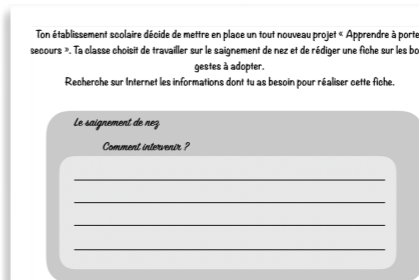 Ton établissement scolaire décide de mettre en place un tout nouveau projet « Apprendre à porte
secours ». Ta classe choisit de travailler sur le saignement de nez et de rédiger une fiche sur les bo
gestes à adopter.
Recherche sur Internet les informations dont tu as besoin pour réaliser cette fiche.
Le saignement de nez
Comment intervenir ?